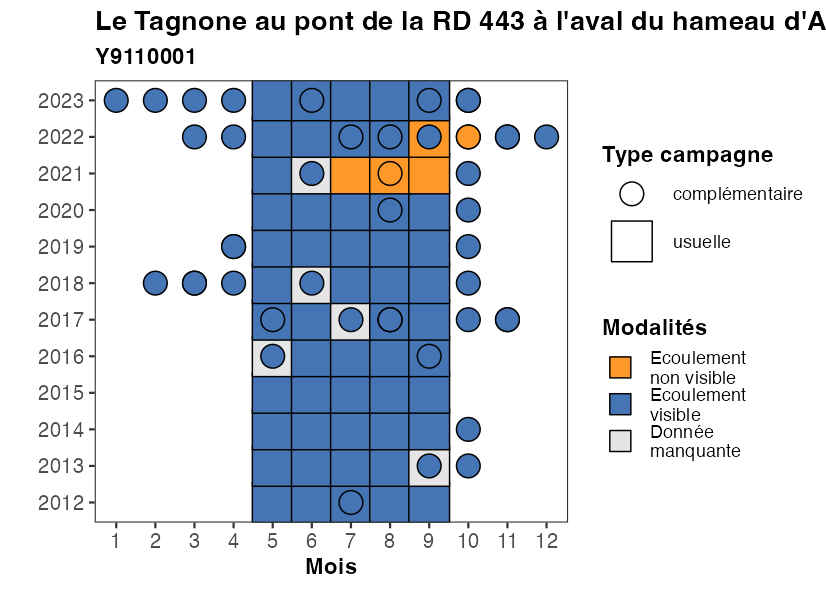 Le Tagnone au pont de la RD 443 à l'aval du hameau d'A
Y9110001
2023
2022
2021
2020
2019
2018
2017
2016
2015
2014
2013
2012
1 2 3 4 5 6 7 8 9 10 11 12
Mois
Type campagne
complémentaire
usuelle
Modalités
Ecoulement
non visible
Ecoulement
visible
Donnée
manquante